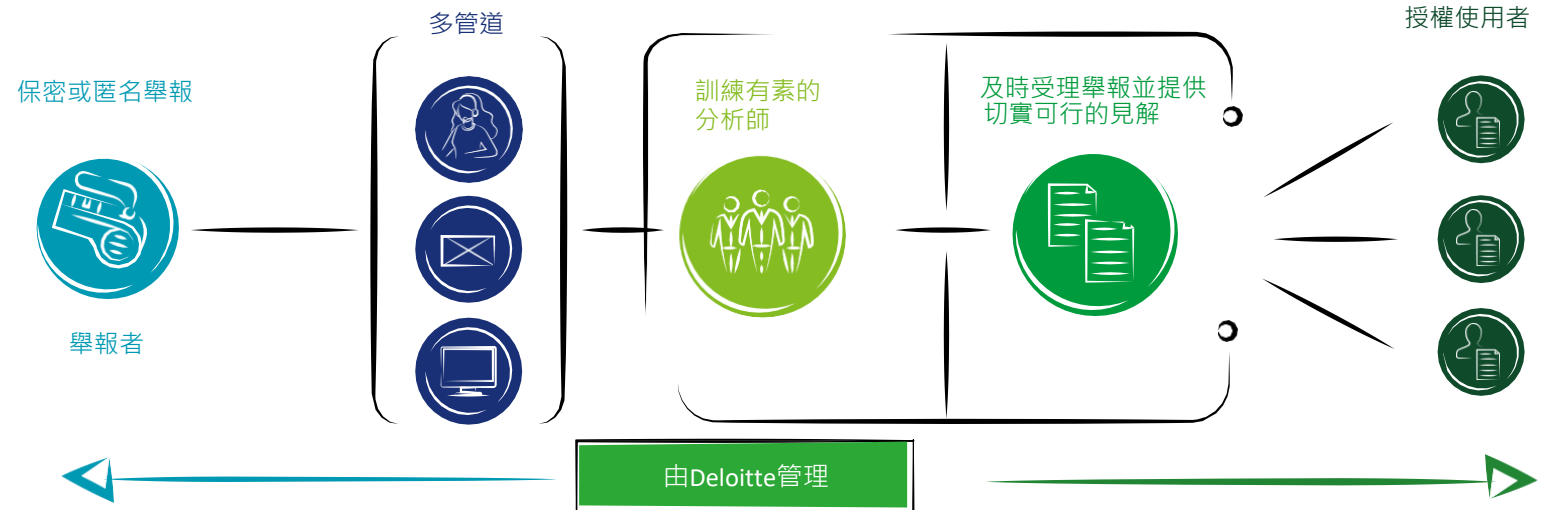 保密或匿名舉報
舉報者
多管道
訓練有素的
分析師
及時受理舉報並提供
切實可行的見解
授權使用者
由Deloitte管理